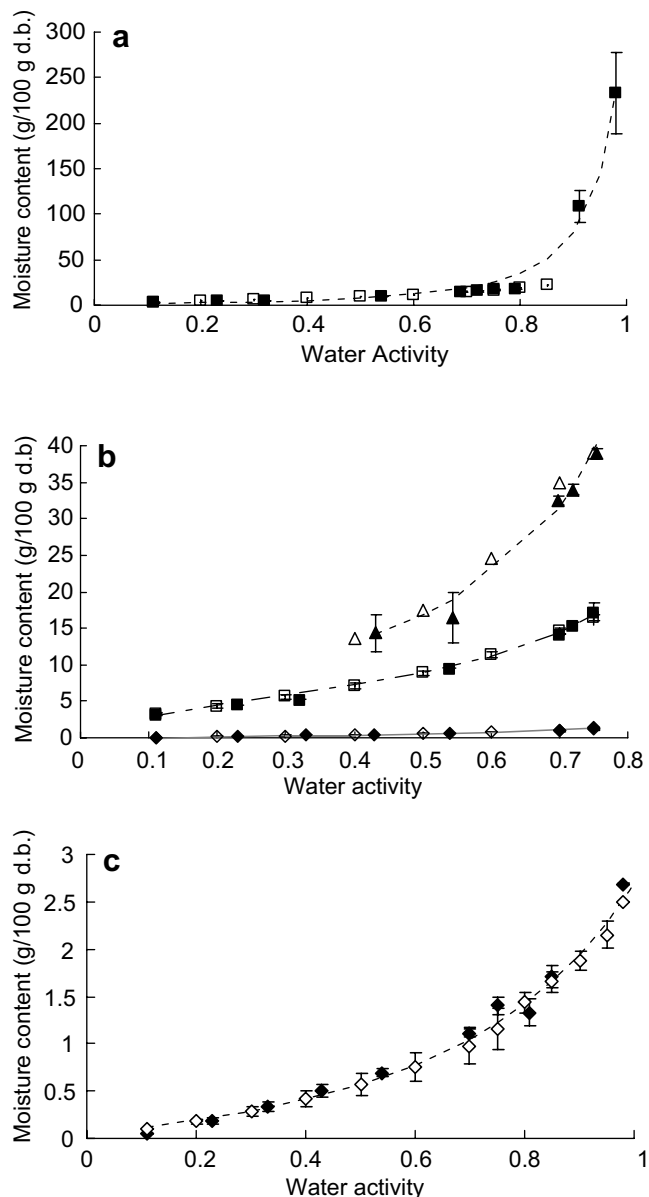 a
Moisture content (g/100 g d.b.)
300
250
200
150
100
50
0
0 0.2 0.4 0.6 0.8 1
Water Activity
b
Moisture content (g/100 g d.b)
40
35
30
25
20
15
10
5
0
0 0.1 0.2 0.3 0.4 0.5 0.6 0.7 0.8
Water activity
c
Moisture content (g/100 g d.b.)
3
2.5
2
1.5
1
0.5
0
0 0.2 0.4 0.6 0.8 1
Water activity